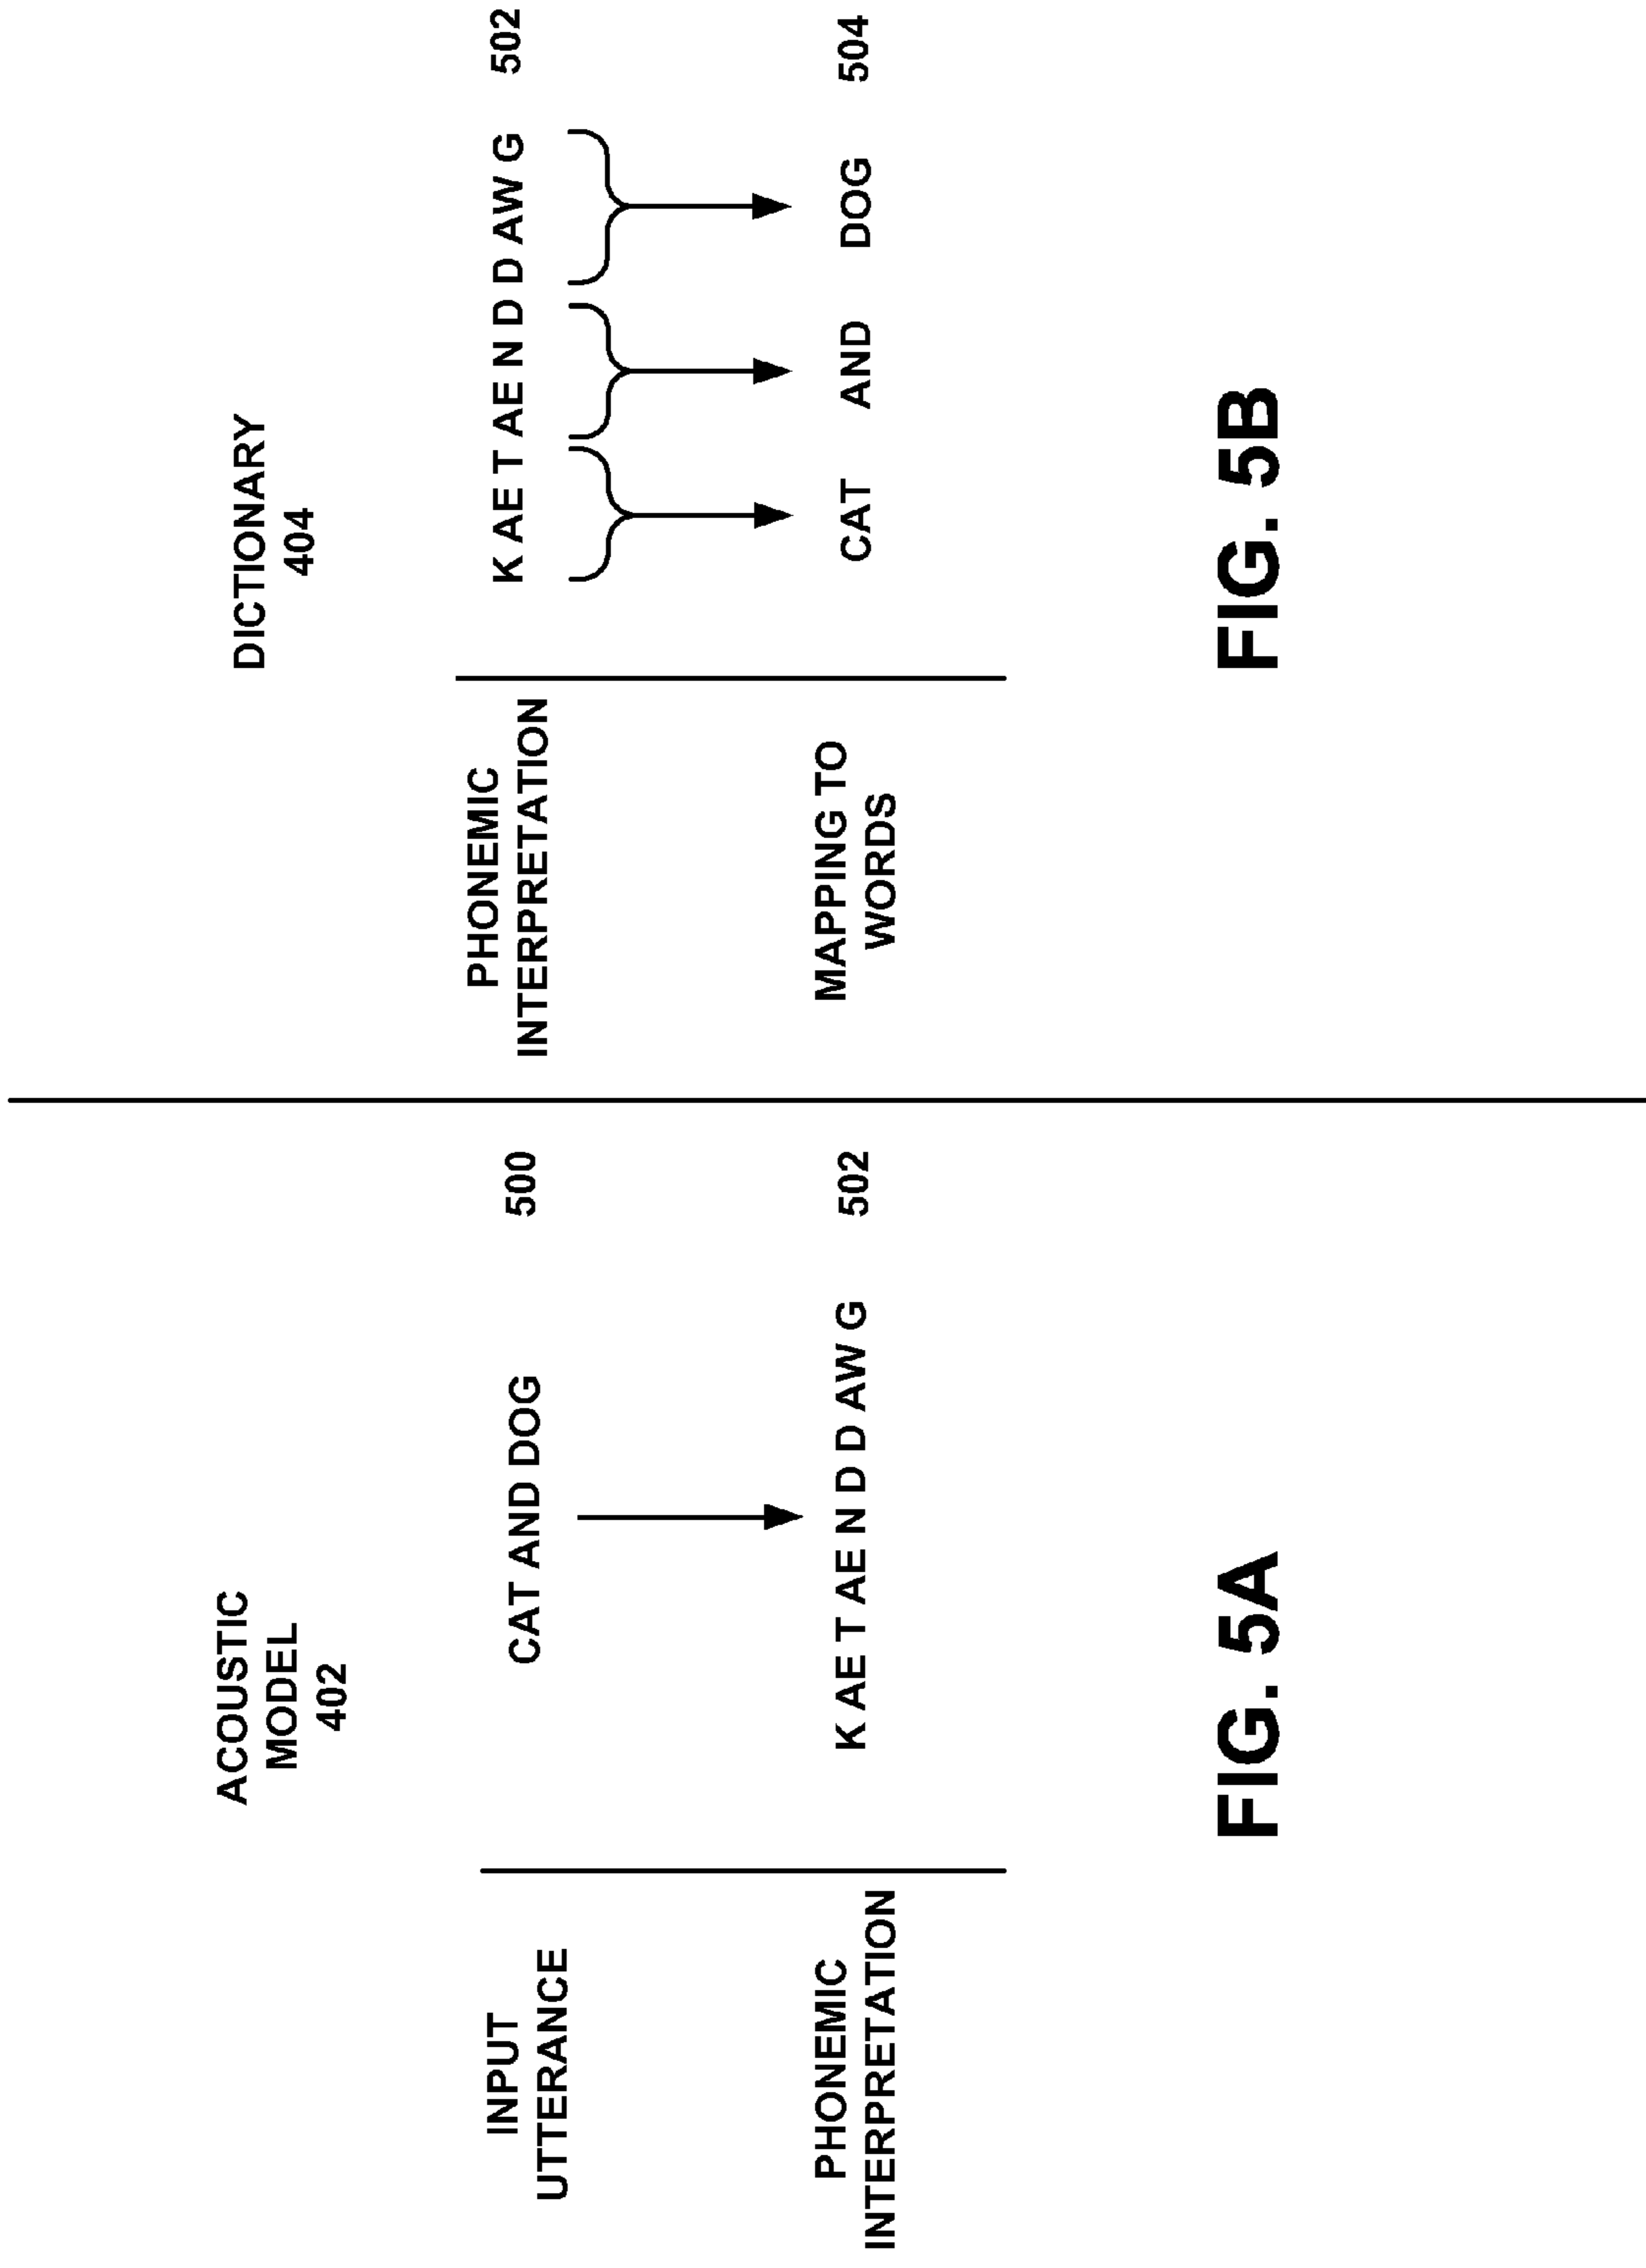 ACOUSTIC
MODEL
402
INPUT
UTTERANCE
CAT AND DOG 500
PHONEMIC
INTERPRETATION
K AE T AE N D D AW G 502
FIG. 5A
DICTIONARY
404
PHONEMIC
INTERPRETATION
K AE T AE N D D AW G 502
MAPPING TO
WORDS
CAT AND DOG 504
FIG. 5B